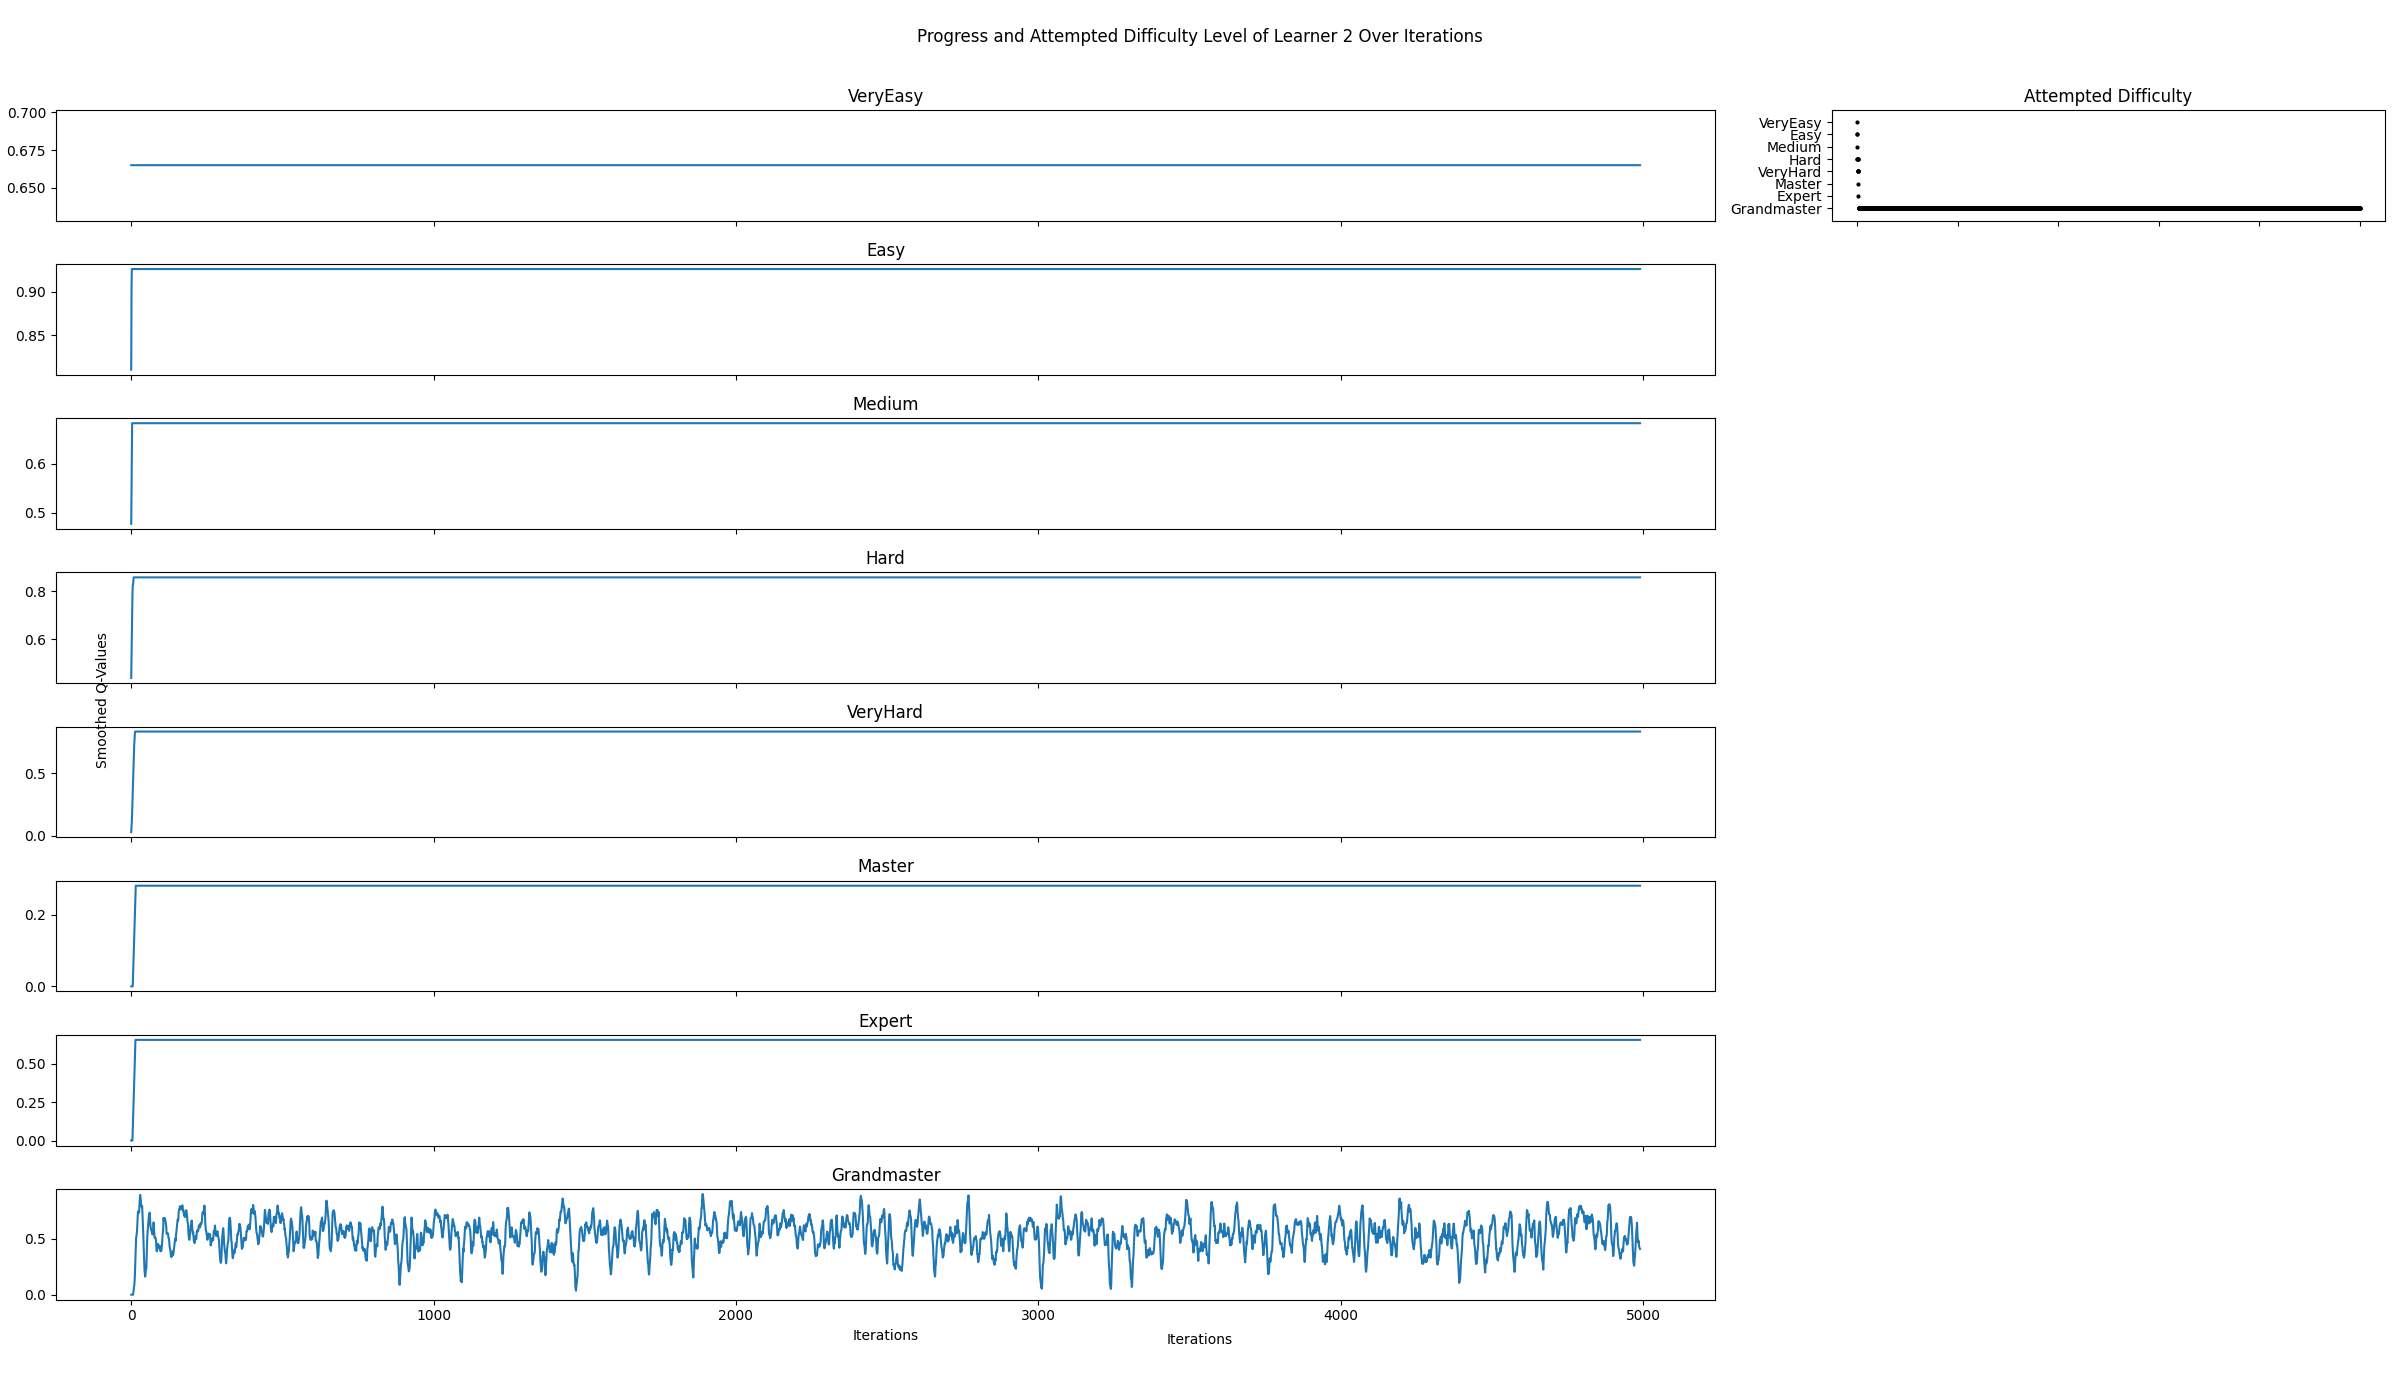 Progress and Attempted Difficulty Level of Learner 2 Over Iterations
VeryEasy
0.700
0.675
0.650
Attempted Difficulty
VeryEasy
Easy
Medium
Hard
VeryHard
Master
Expert
Grandmaster
Easy
0.90
0.85
Medium
0.6
0.5
Hard
0.8
0.6
Smoothed Q-Values
VeryHard
0.5
0.0
Master
0.2
0.0
Expert
0.50
0.25
0.00
Grandmaster
0.5
0.0
0 1000 2000 3000 4000 5000
Iterations
Iterations